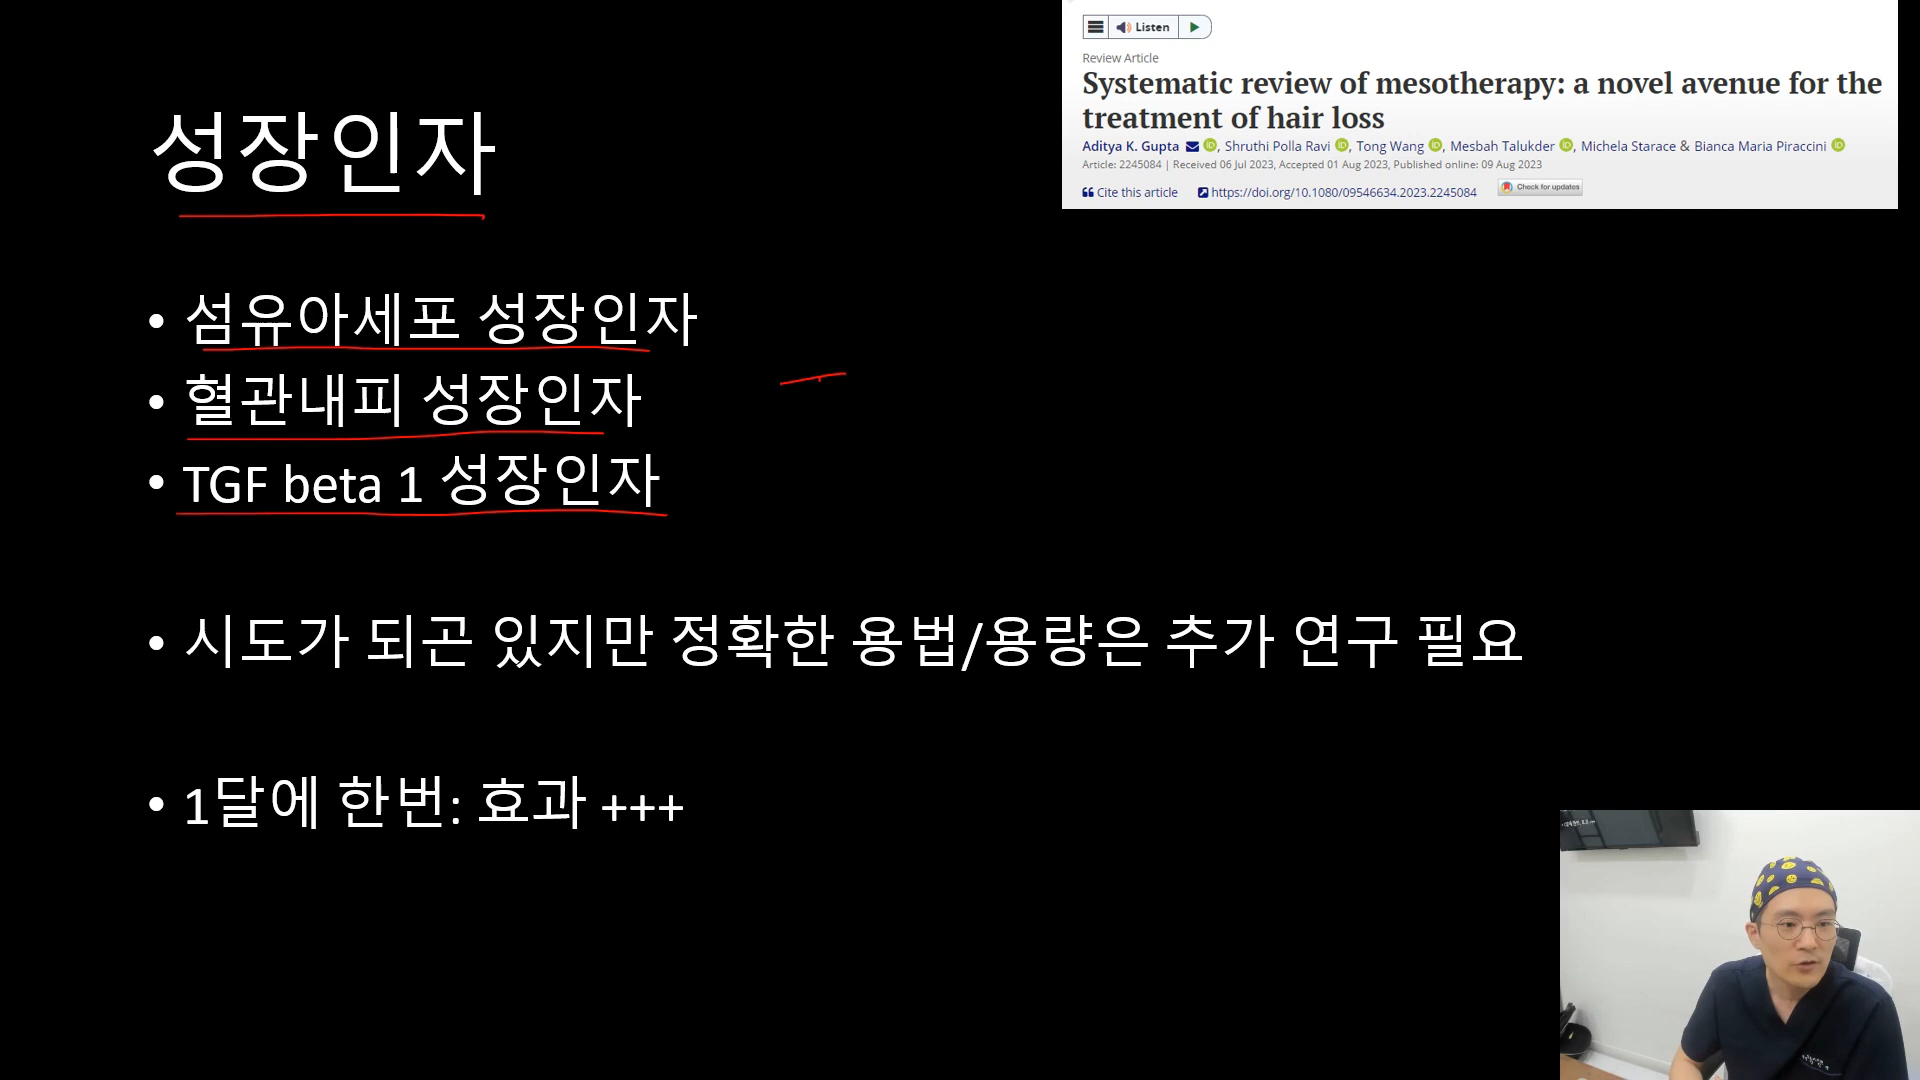 Listen
Review Article
Systematic review of mesotherapy: a novel avenue for the
treatment of hair loss
Aditya K. Gupta, Shruthi Polla Ravi, Tong Wang, Mesbah Talukder, Michela Starace & Bianca Maria Piraccini
Article: 2245084 | Received 06 Jul 2023, Accepted 01 Aug 2023, Published online: 09 Aug 2023
Cite this article https://doi.org/10.1080/09546634.2023.2245084 Check for updates
성장인자
• 섬유아세포 성장인자
• 혈관내피 성장인자
• TGF beta 1 성장인자
• 시도가 되곤 있지만 정확한 용법/용량은 추가 연구 필요
• 1달에 한번: 효과 +++